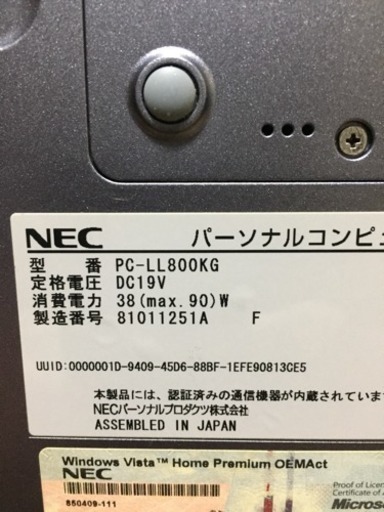 NEC パーソナルコンピュ
型 番 PC-LL800KG
定格電圧 DC19V
消費電力 38(max.90)W
製造番号 81011251A F
UUID:0000001D-9409-45D6-88BF-1EFE90813CE5
本製品には、認証済みの通信機器が内蔵されていま
NECパーソナルプロダクツ株式会社
ASSEMBLED IN JAPAN
Windows Vista™ Home Premium OEMAct
NEC
850409-111
Proof of Licens
Certificate of A
Microso